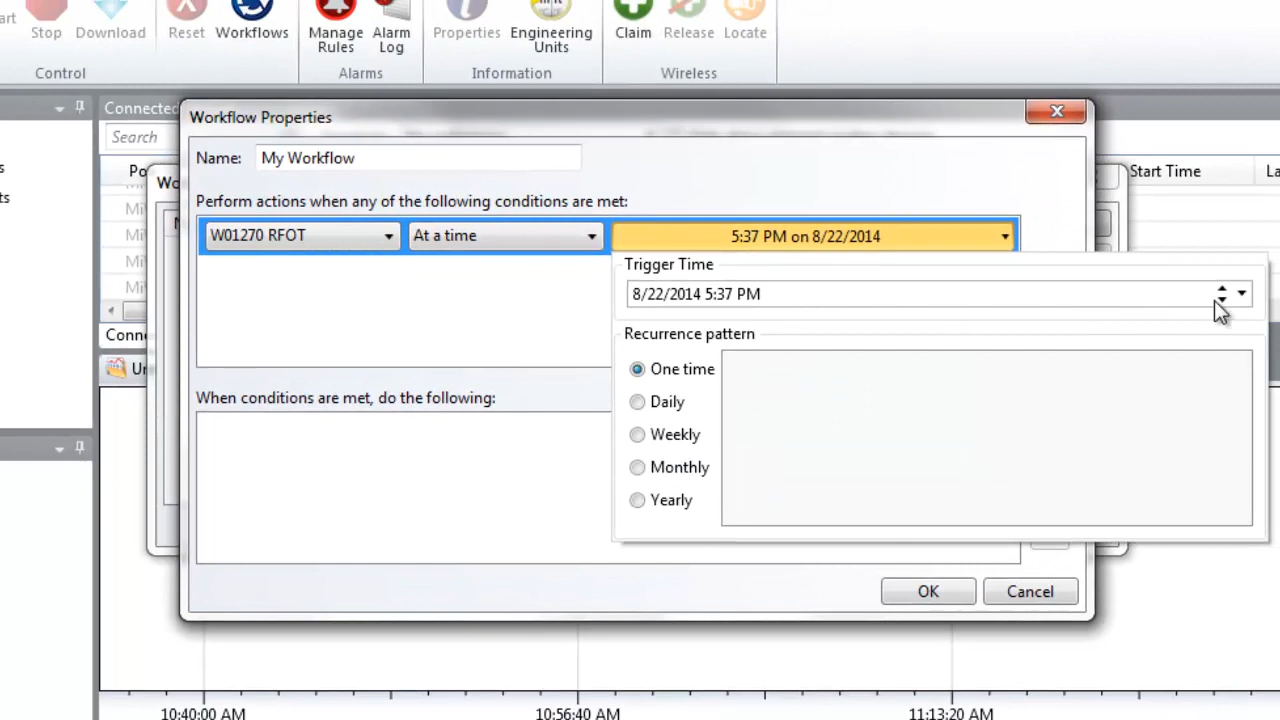 Stop Download Reset Workflows Manage Rules Alarm Log Properties Engineering Units Claim Release Locate
Control Alarms Information Wireless
Connected
Search
Start Time
Workflow Properties
Name: My Workflow
Perform actions when any of the following conditions are met:
W01270 RFOT At a time 5:37 PM on 8/22/2014
Trigger Time
8/22/2014 5:37 PM
Recurrence pattern
One time
Daily
Weekly
Monthly
Yearly
When conditions are met, do the following:
OK Cancel
10:40:00 AM 10:56:40 AM 11:13:20 AM